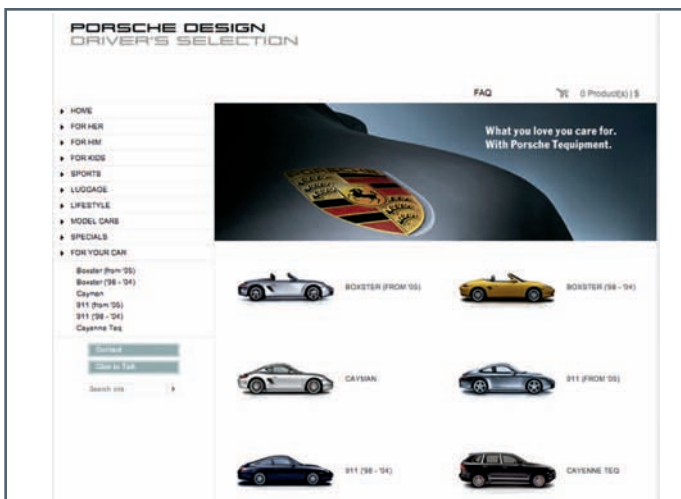 PORSCHE DESIGN
DRIVER'S SELECTION
FAQ
0 Product(s) | $
HOME
FOR HER
FOR HIM
FOR KIDS
SPORTS
LUGGAGE
LIFESTYLE
MODEL CARS
SPECIALS
FOR YOUR CAR
Boxster (from '05)
Boxster ('98 - '04)
Cayman
911 (from '05)
911 ('98 - '04)
Cayenne Teq
Contact
Click to Talk
Search site
What you love you care for.
With Porsche Tequipment.
PORSCHE
BOXSTER (FROM '05)
BOXSTER ('98 - '04)
CAYMAN
911 (FROM '05)
911 ('98 - '04)
CAYENNE TEQ